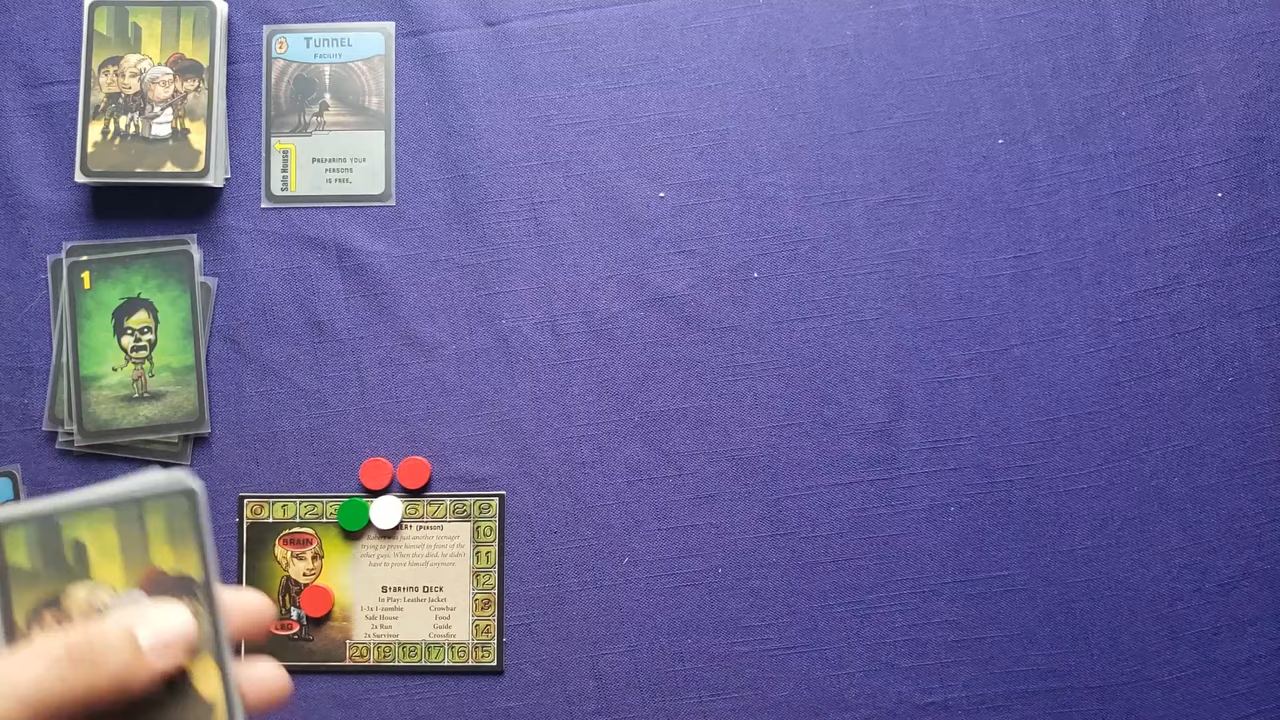 2
TUNNEL
FACILITY
Safe House
PREPARING YOUR
PERSONS
IS FREE.
1
0 1 2 3 6 7 8 9
(PERSON)
BRAIN
Robert was just another teenager
trying to prove himself in front of the
other guys. When they died, he didn't
have to prove himself anymore.
STARTING DECK
In Play: Leather Jacket
1-3x 1-zombie Crowbar
Safe House Food
2x Run Guide
2x Survivor Crossfire
LEG
10
11
12
13
14
20 19 18 17 16 15